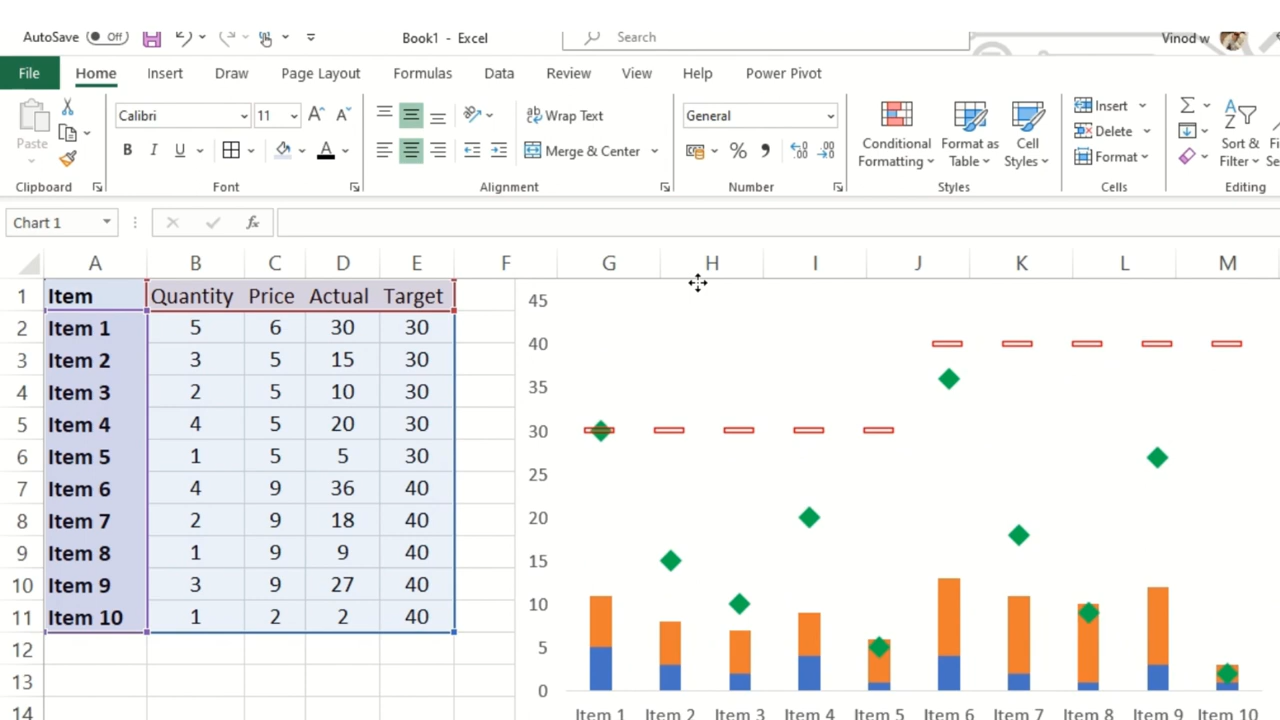 AutoSave Off Book1 - Excel Search Vinod w
File Home Insert Draw Page Layout Formulas Data Review View Help Power Pivot
Paste Calibri 11 Wrap Text General Conditional Formatting Format as Table Cell Styles Insert
B I U Merge & Center % Delete
Format Sort & Filter
Clipboard Font Alignment Number Styles Cells Editing
Chart 1 fx
A B C D E F G H I J K L M
1 Item Quantity Price Actual Target
2 Item 1 5 6 30 30
3 Item 2 3 5 15 30
4 Item 3 2 5 10 30
5 Item 4 4 5 20 30
6 Item 5 1 5 5 30
7 Item 6 4 9 36 40
8 Item 7 2 9 18 40
9 Item 8 1 9 9 40
10 Item 9 3 9 27 40
11 Item 10 1 2 2 40
12
13
14
45
40
35
30
25
20
15
10
5
0
Item 1 Item 2 Item 3 Item 4 Item 5 Item 6 Item 7 Item 8 Item 9 Item 10